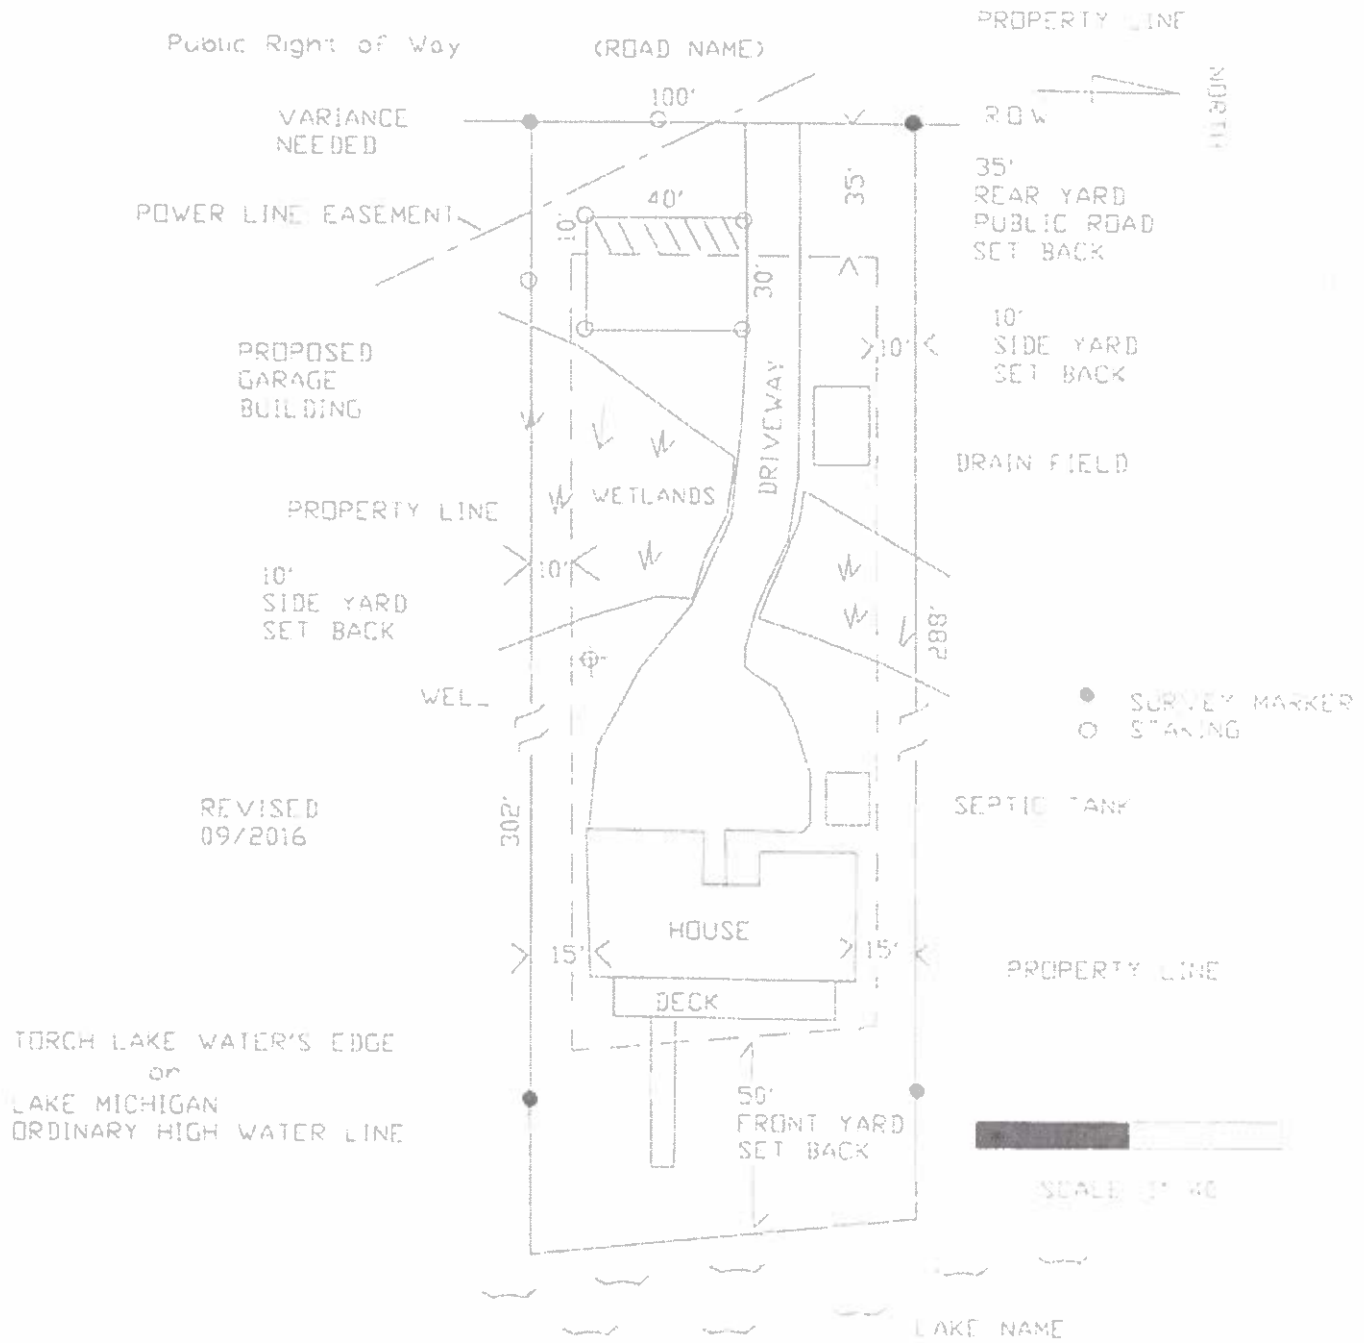 PROPERTY LINE
Public Right of Way
(ROAD NAME)
NORTH
100'
VARIANCE
NEEDED
ROW
35'
35'
REAR YARD
PUBLIC ROAD
SET BACK
POWER LINE EASEMENT
40'
10'
30'
10'
SIDE YARD
SET BACK
10'
PROPOSED
GARAGE
BUILDING
DRIVEWAY
DRAIN FIELD
WETLANDS
PROPERTY LINE
10'
10'
SIDE YARD
SET BACK
288'
WELL
SURVEY MARKER
STAKING
REVISED
09/2016
302'
SEPTIC TANK
HOUSE
15'
15'
PROPERTY LINE
DECK
TORCH LAKE WATER'S EDGE
or
LAKE MICHIGAN
ORDINARY HIGH WATER LINE
50'
FRONT YARD
SET BACK
SCALE
LAKE NAME